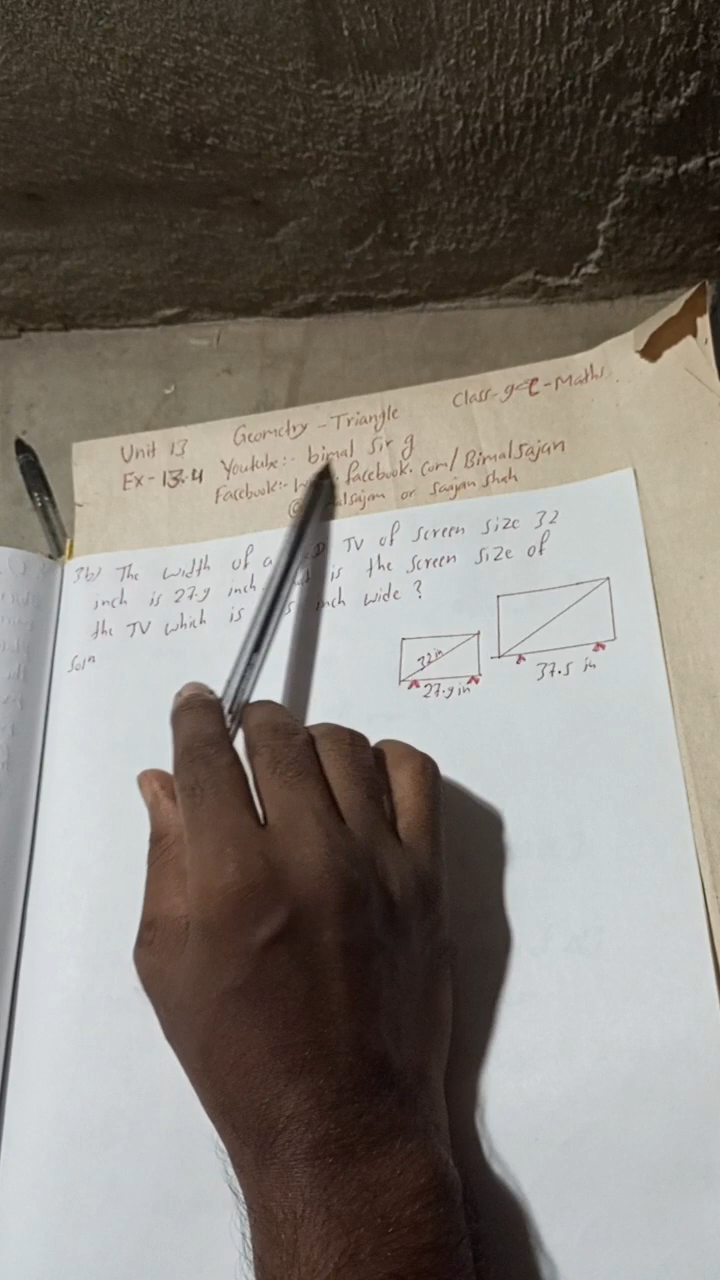 Unit 13 Geometry - Triangle Class-9 - Maths
Ex - 13.4 Youtube:- bimal Sir g
Facebook:- facebook.com/Bimalsajan
or Saajan Shah
3b) The width of a TV of screen size 32
inch is 27.9 inch. is the screen size of
the TV which is inch wide ?
Solⁿ
32 in
27.9 in
37.5 in